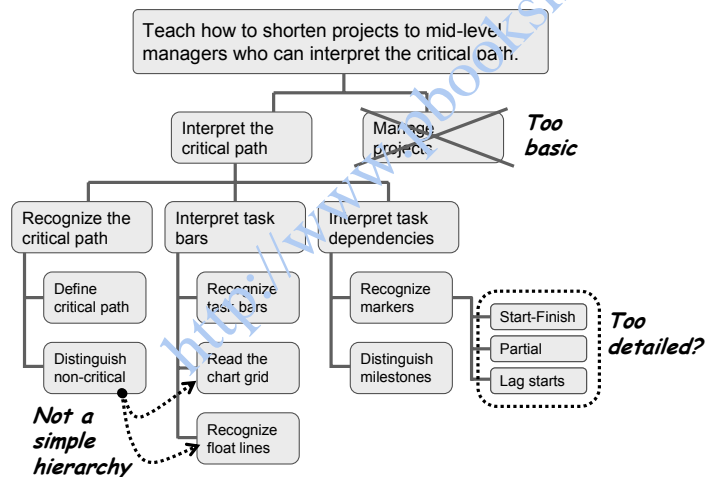 Teach how to shorten projects to mid-level
managers who can interpret the critical path.
Interpret the
critical path
Manage
projects
Too
basic
Recognize the
critical path
Interpret task
bars
Interpret task
dependencies
Define
critical path
Recognize
task bars
Recognize
markers
Start-Finish
Partial
Lag starts
Too
detailed?
Distinguish
non-critical
Read the
chart grid
Distinguish
milestones
Recognize
float lines
Not a
simple
hierarchy